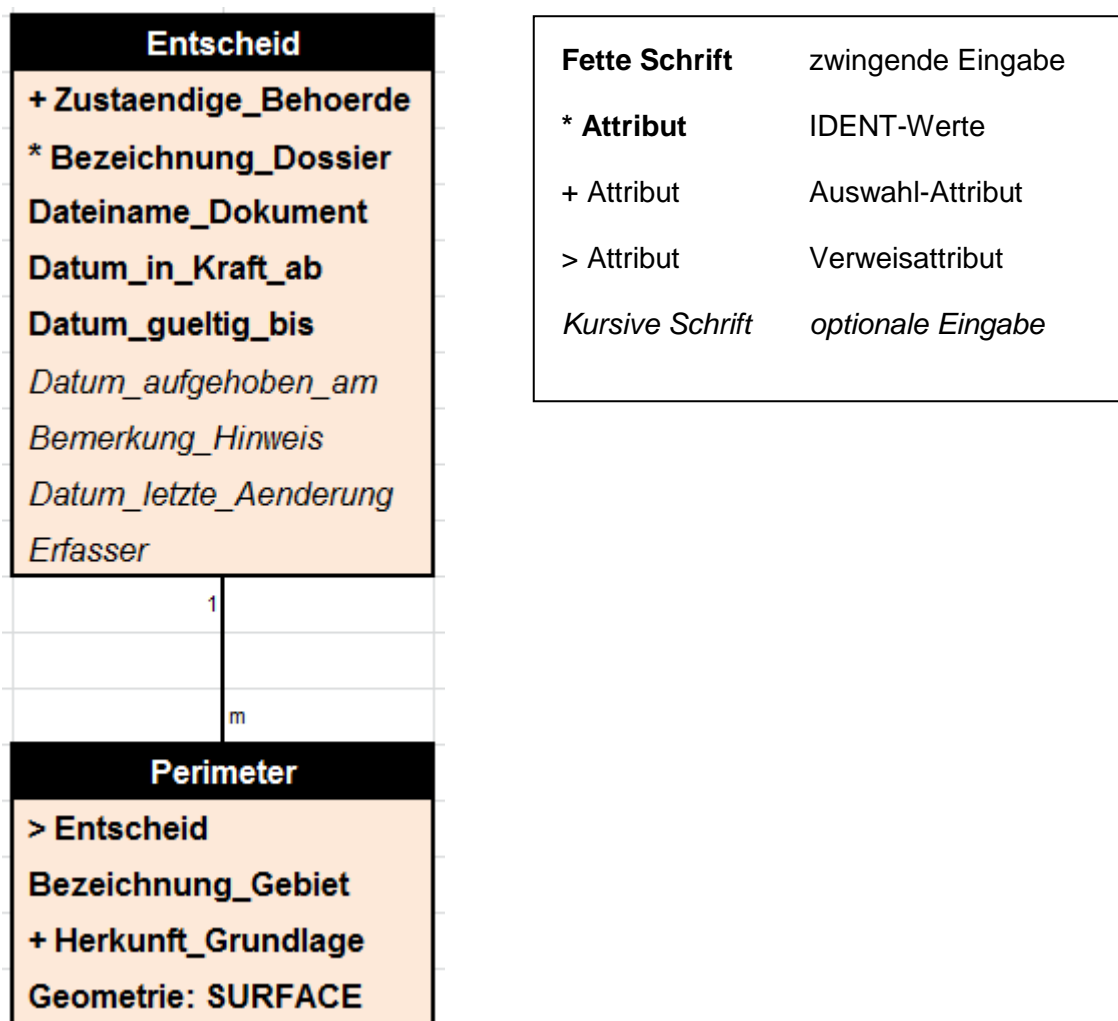 Entscheid
+ Zustaendige_Behoerde
* Bezeichnung_Dossier
Dateiname_Dokument
Datum_in_Kraft_ab
Datum_gueltig_bis
Datum_aufgehoben_am
Bemerkung_Hinweis
Datum_letzte_Aenderung
Erfasser
1
m
Perimeter
> Entscheid
Bezeichnung_Gebiet
+ Herkunft_Grundlage
Geometrie: SURFACE
Fette Schrift zwingende Eingabe
* Attribut IDENT-Werte
+ Attribut Auswahl-Attribut
> Attribut Verweisattribut
Kursive Schrift optionale Eingabe